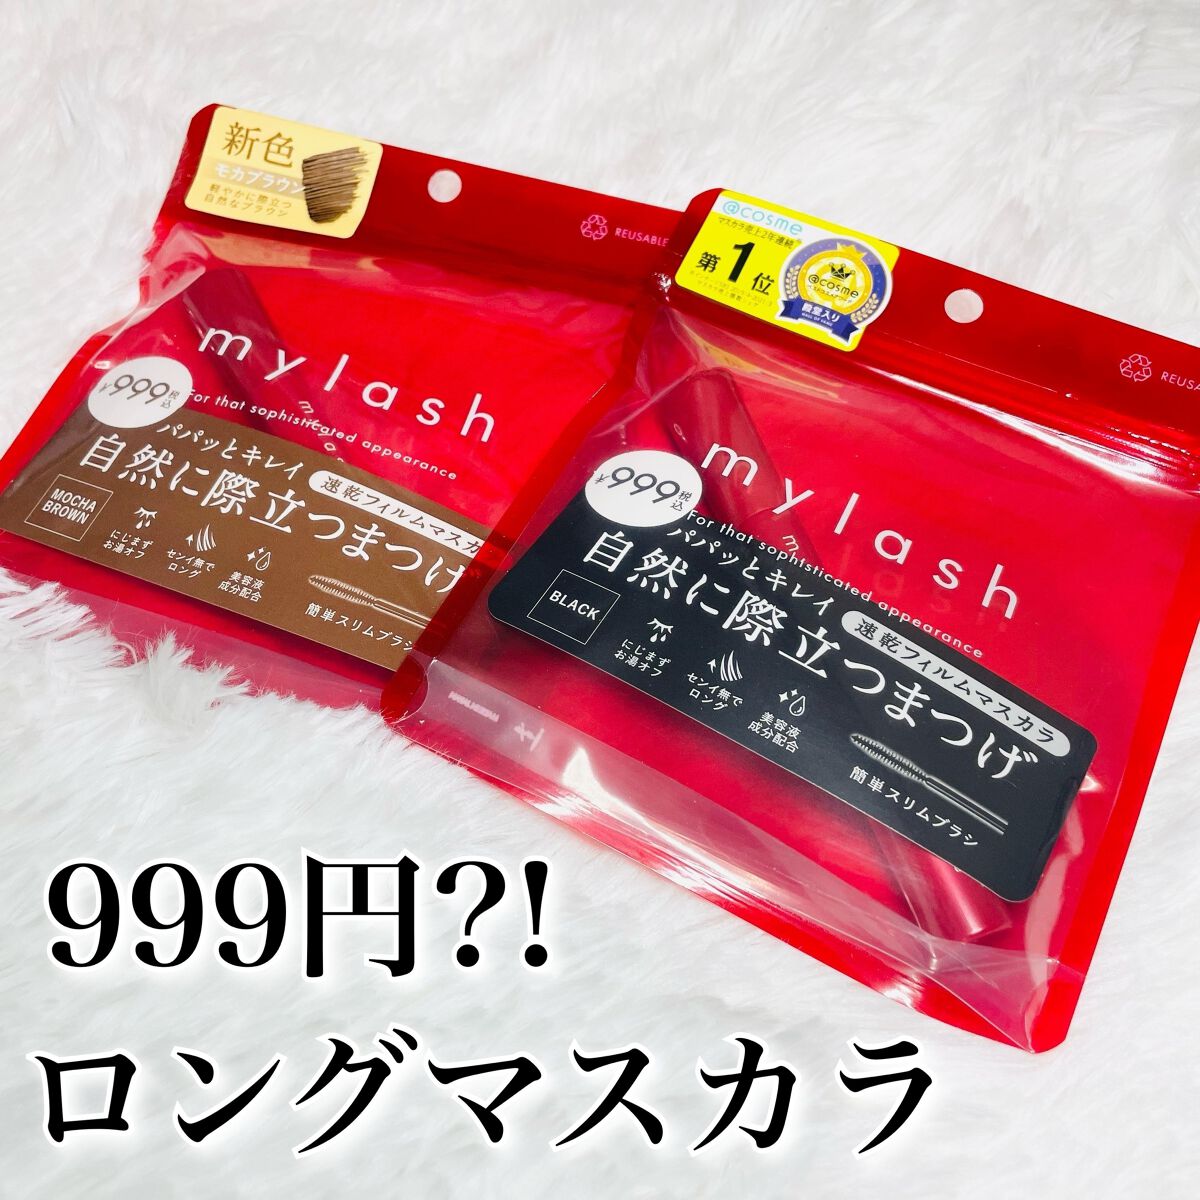 新色
モカブラウン
軽やかに際立つ
自然なブラウン
REUSABLE
mylash
For that sophisticated appearance
¥999税込
パパッとキレイ
速乾フィルムマスカ
自然に際立つまつげ
MOCHA
BROWN
にじまず
お湯オフ
センイ無で
ロング
美容液
成分配合
簡単スリムブラシ
@cosme
マスカラ売上2年連続
第1位
@cosme
殿堂入り
HALL OF FAME
REUSA
mylash
For that sophisticated appearance
¥999税込
パパッとキレイ
速乾フィルムマスカラ
自然に際立つまつげ
BLACK
にじまず
お湯オフ
センイ無で
ロング
美容液
成分配合
簡単スリムブラシ
999円?!
ロングマスカラ